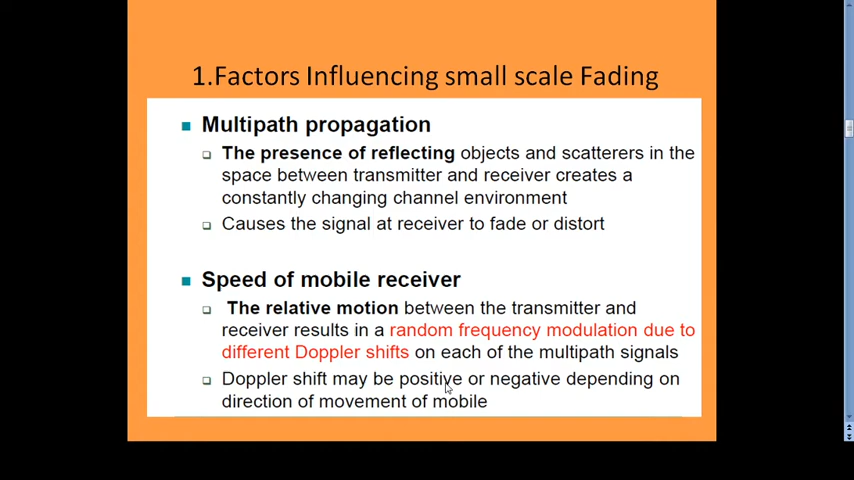 1.Factors Influencing small scale Fading
Multipath propagation
The presence of reflecting objects and scatterers in the
space between transmitter and receiver creates a
constantly changing channel environment
Causes the signal at receiver to fade or distort
Speed of mobile receiver
The relative motion between the transmitter and
receiver results in a random frequency modulation due to
different Doppler shifts on each of the multipath signals
Doppler shift may be positive or negative depending on
direction of movement of mobile